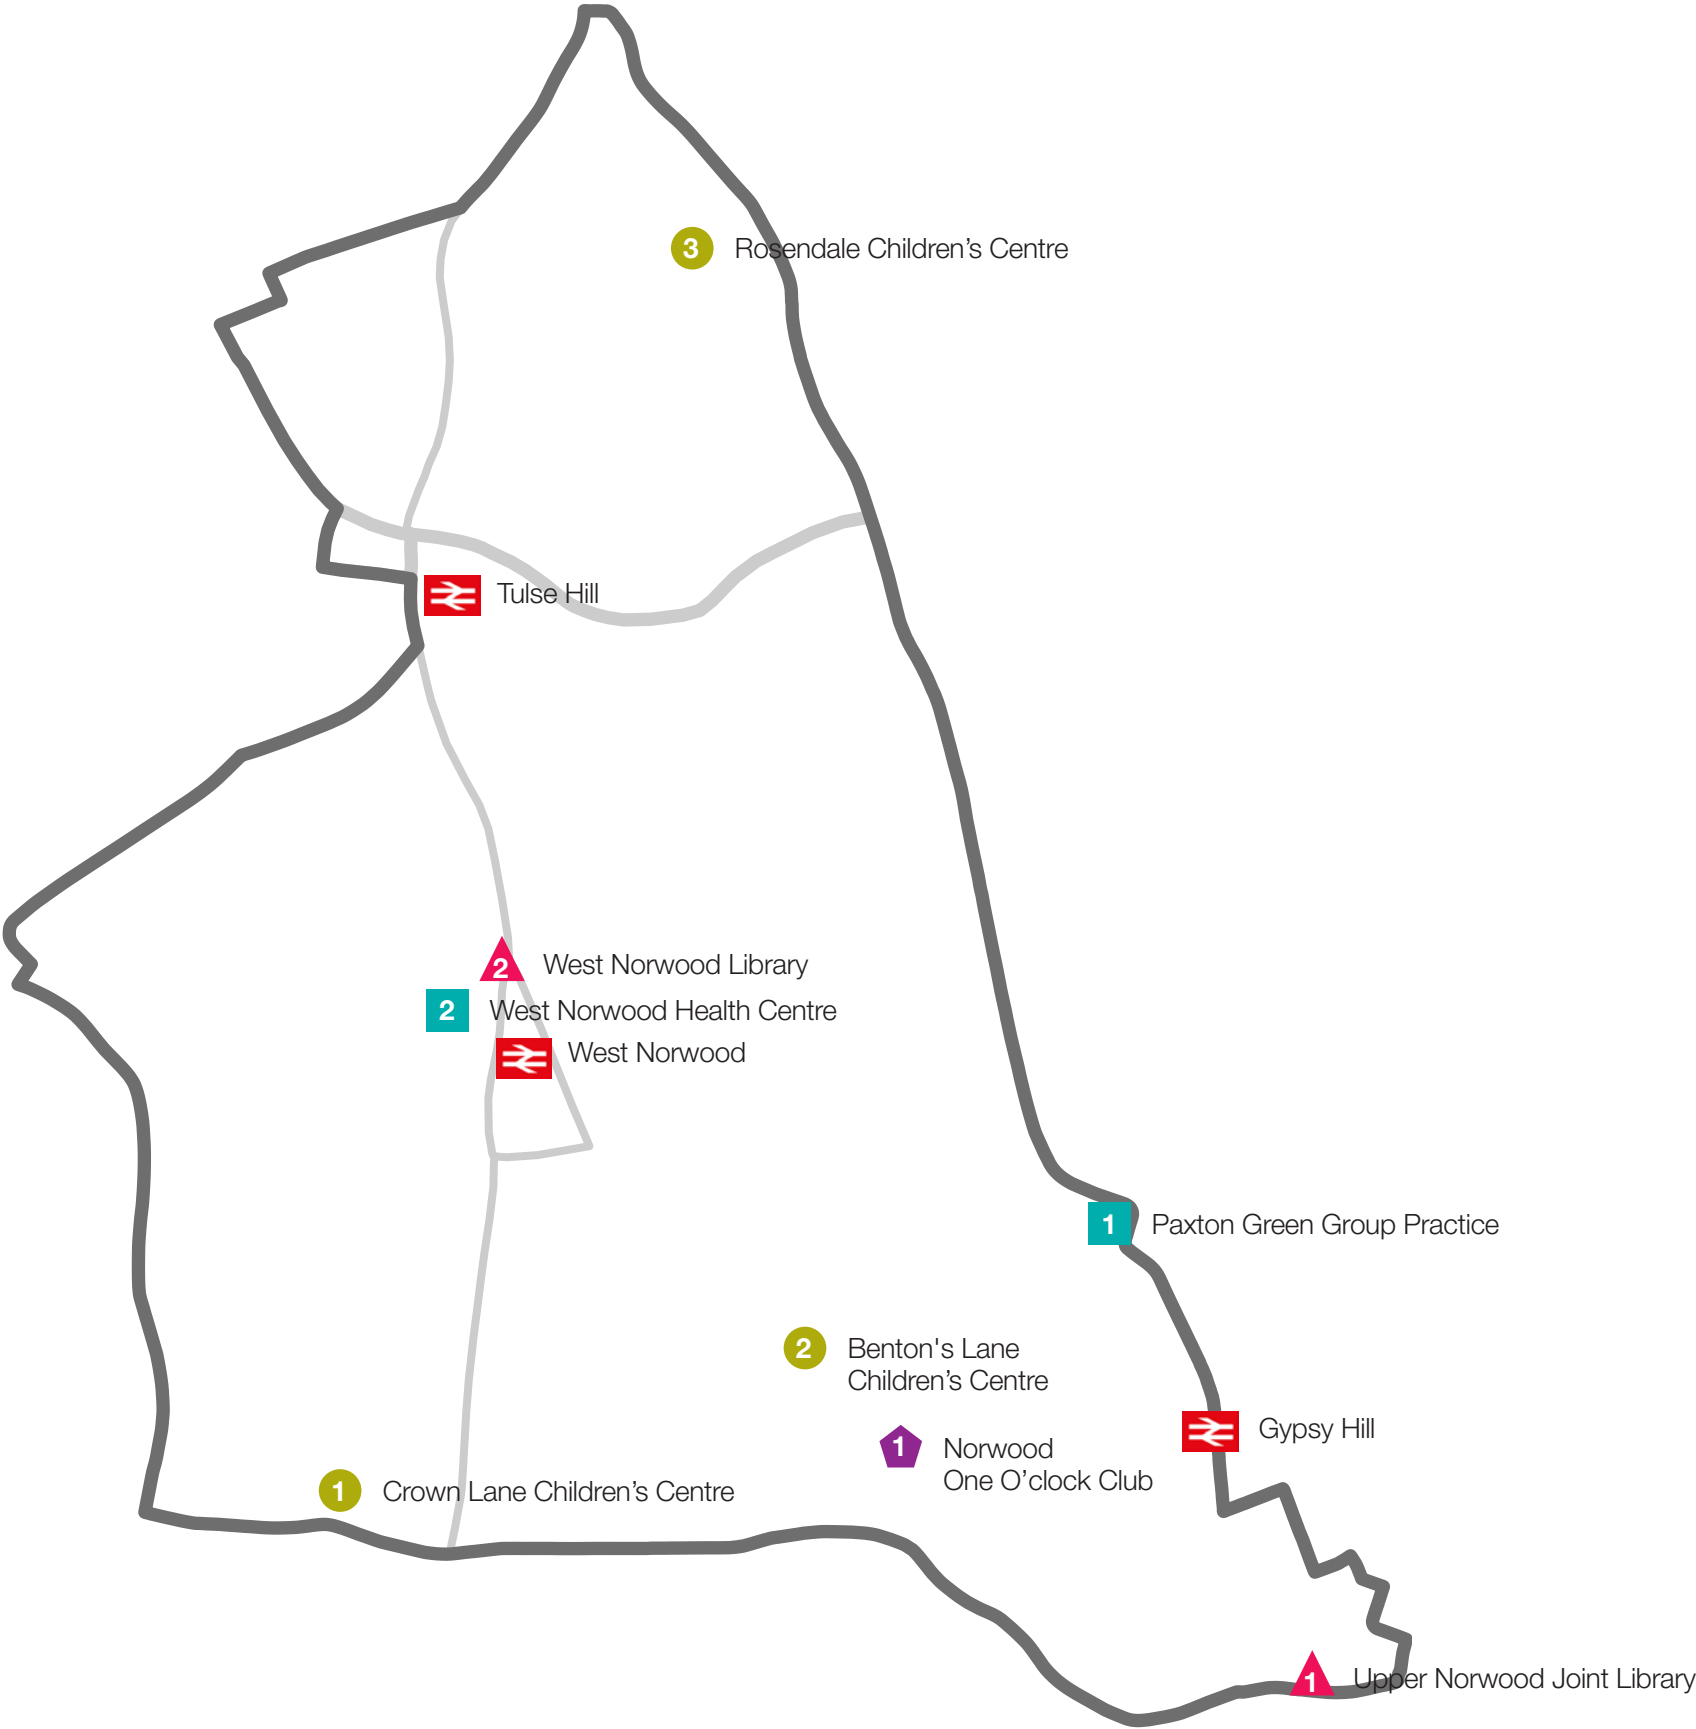 3 Rosendale Children’s Centre
Tulse Hill
2 West Norwood Library
2 West Norwood Health Centre
West Norwood
1 Paxton Green Group Practice
2 Benton's Lane
Children’s Centre
Gypsy Hill
1 Norwood
One O’clock Club
1 Crown Lane Children’s Centre
1 Upper Norwood Joint Library